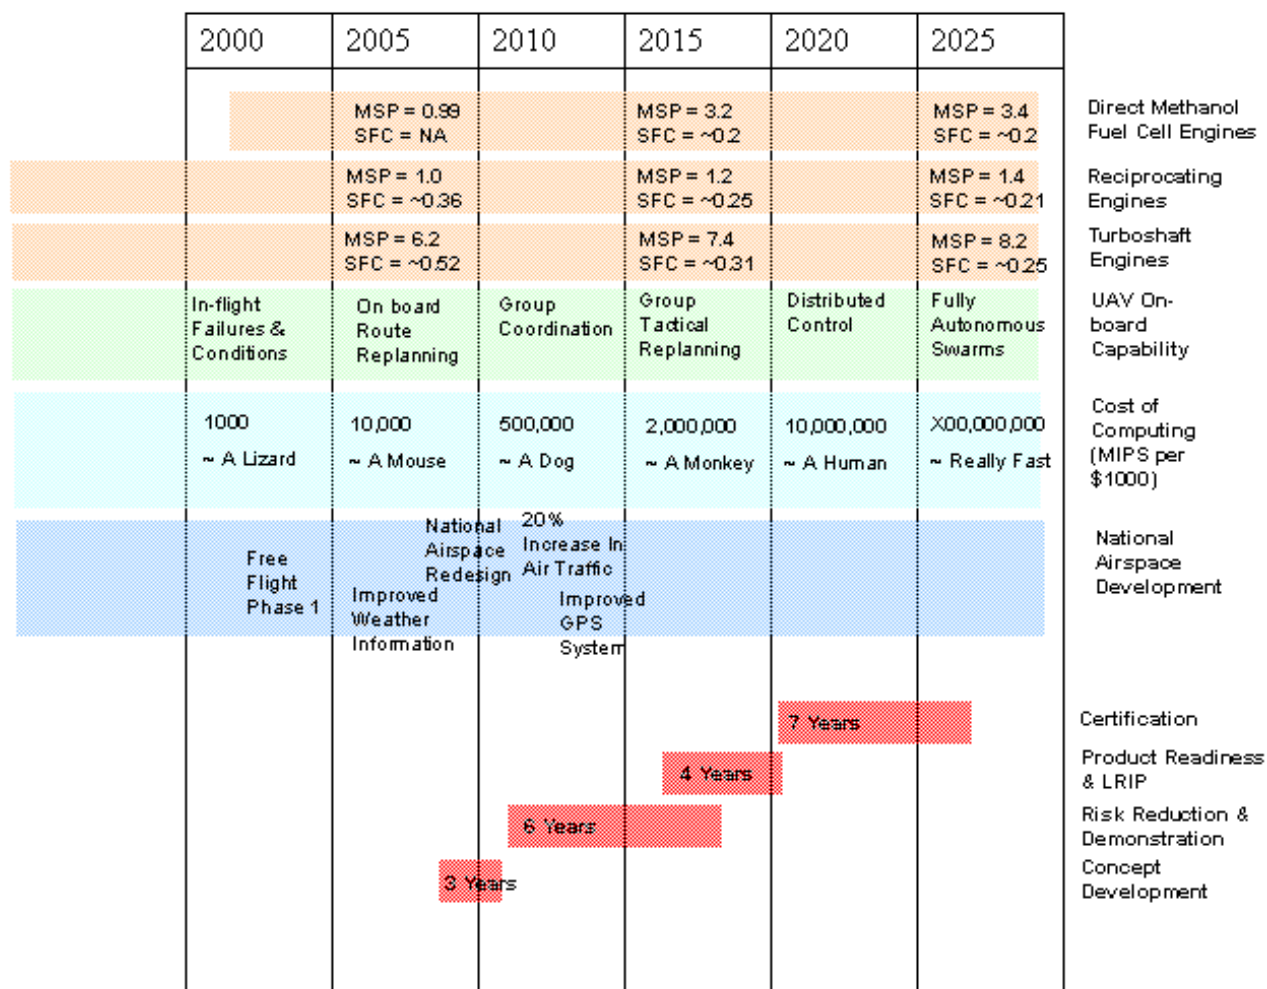 2000 2005 2010 2015 2020 2025
MSP = 0.99 MSP = 3.2 MSP = 3.4 Direct Methanol
SFC = NA SFC = ~0.2 SFC = ~0.2 Fuel Cell Engines
MSP = 1.0 MSP = 1.2 MSP = 1.4 Reciprocating
SFC = ~0.36 SFC = ~0.25 SFC = ~0.21 Engines
MSP = 6.2 MSP = 7.4 MSP = 8.2 Turboshaft
SFC = ~0.52 SFC = ~0.31 SFC = ~0.25 Engines
In-flight
Failures &
Conditions
On board
Route
Replanning
Group
Coordination
Group
Tactical
Replanning
Distributed
Control
Fully
Autonomous
Swarms
UAV On-
board
Capability
1000 10,000 500,000 2,000,000 10,000,000 X00,000,000
~ A Lizard ~ A Mouse ~ A Dog ~ A Monkey ~ A Human ~ Really Fast
Cost of
Computing
(MIPS per
$1000)
Free
Flight
Phase 1
National
Airspace
Redesign
Improved
Weather
Information
20%
Increase In
Air Traffic
Improved
GPS
System
National
Airspace
Development
7 Years Certification
4 Years
Product Readiness
& LRIP
6 Years
Risk Reduction &
Demonstration
3 Years
Concept
Development